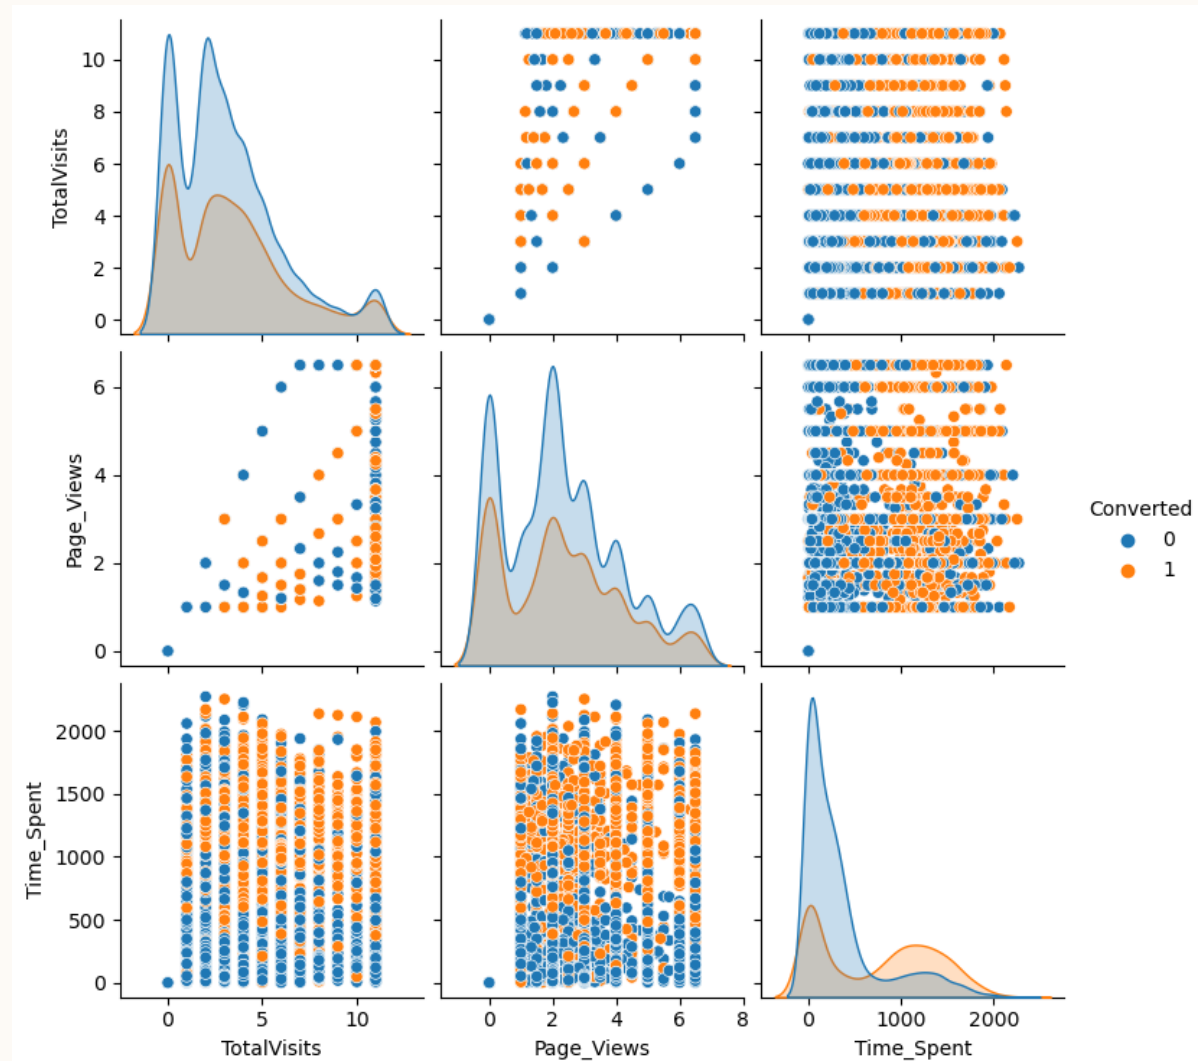 TotalVisits
10
8
6
4
2
0
Page_Views
6
4
2
0
Converted
0
1
Time_Spent
2000
1500
1000
500
0
0 5 10
0 2 4 6 8
0 1000 2000
TotalVisits Page_Views Time_Spent